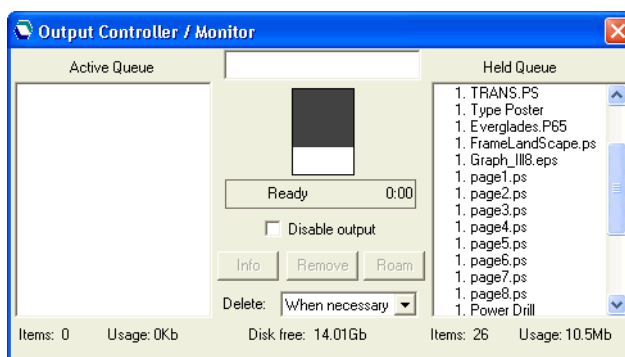 Output Controller / Monitor
Active Queue
Held Queue
1. TRANS.PS
1. Type Poster
1. Everglades.P65
1. FrameLandScape.ps
1. Graph_III8.eps
1. page1.ps
1. page2.ps
1. page3.ps
1. page4.ps
1. page5.ps
1. page6.ps
1. page7.ps
1. page8.ps
1. Power Drill
Ready 0:00
Disable output
Info Remove Roam
Delete: When necessary
Items: 0 Usage: 0Kb Disk free: 14.01Gb Items: 26 Usage: 10.5Mb